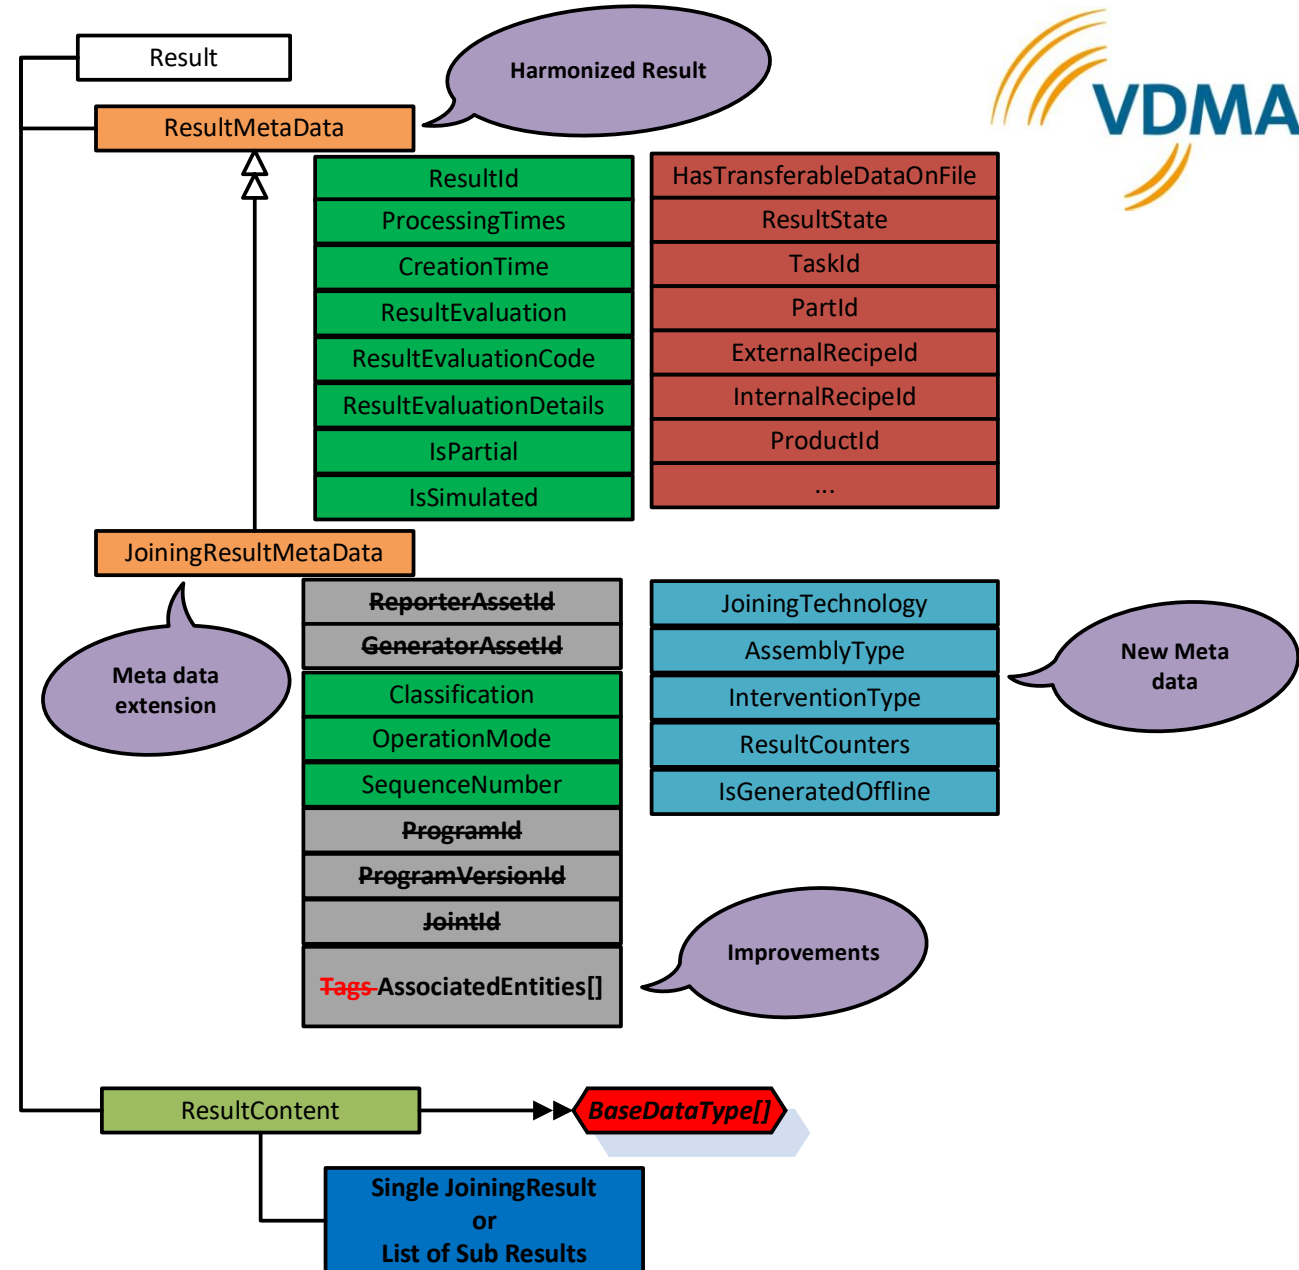 Result
Harmonized Result
VDMA
ResultMetaData
ResultId
ProcessingTimes
CreationTime
ResultEvaluation
ResultEvaluationCode
ResultEvaluationDetails
IsPartial
IsSimulated
HasTransferableDataOnFile
ResultState
TaskId
PartId
ExternalRecipeId
InternalRecipeId
ProductId
...
JoiningResultMetaData
Meta data
extension
ReporterAssetId
GeneratorAssetId
Classification
OperationMode
SequenceNumber
ProgramId
ProgramVersionId
JointId
Tags AssociatedEntities[]
JoiningTechnology
AssemblyType
InterventionType
ResultCounters
IsGeneratedOffline
New Meta
data
Improvements
ResultContent
BaseDataType[]
Single JoiningResult
or
List of Sub Results